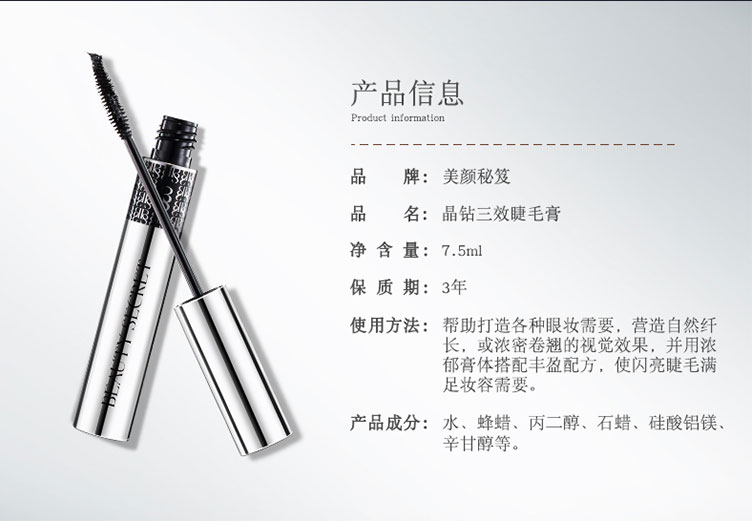 产品信息
Product information
品 牌：美颜秘笈
品 名：晶钻三效睫毛膏
净 含 量：7.5ml
保 质 期：3年
使用方法：帮助打造各种眼妆需要，营造自然纤
长，或浓密卷翘的视觉效果，并用浓
郁膏体搭配丰盈配方，使闪亮睫毛满
足妆容需要。
产品成分：水、蜂蜡、丙二醇、石蜡、硅酸铝镁、
辛甘醇等。
BEAUTY SECRET
3